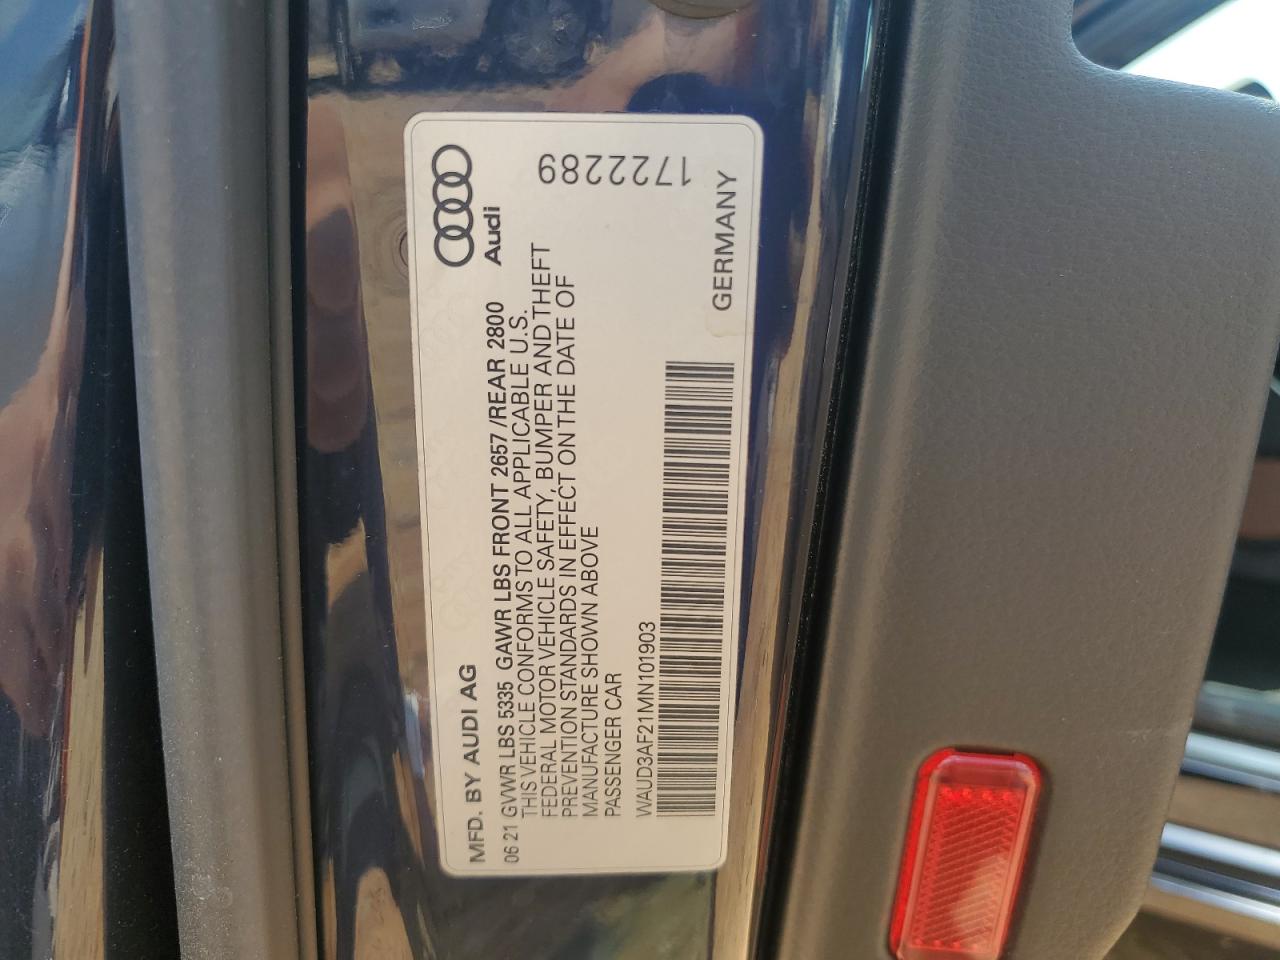 MFD. BY AUDI AG
Audi
06 21 GVWR LBS 5335 GAWR LBS FRONT 2657 /REAR 2800
THIS VEHICLE CONFORMS TO ALL APPLICABLE U.S.
FEDERAL MOTOR VEHICLE SAFETY, BUMPER AND THEFT
PREVENTION STANDARDS IN EFFECT ON THE DATE OF
MANUFACTURE SHOWN ABOVE
PASSENGER CAR
1722289
WAUD3AF21MN101903
GERMANY